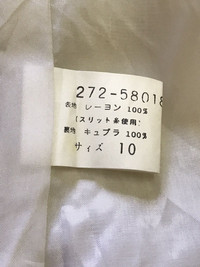 272-58018
表地 レーヨン 100%
(スリット糸使用)
裏地 キュプラ 100%
サイズ 10